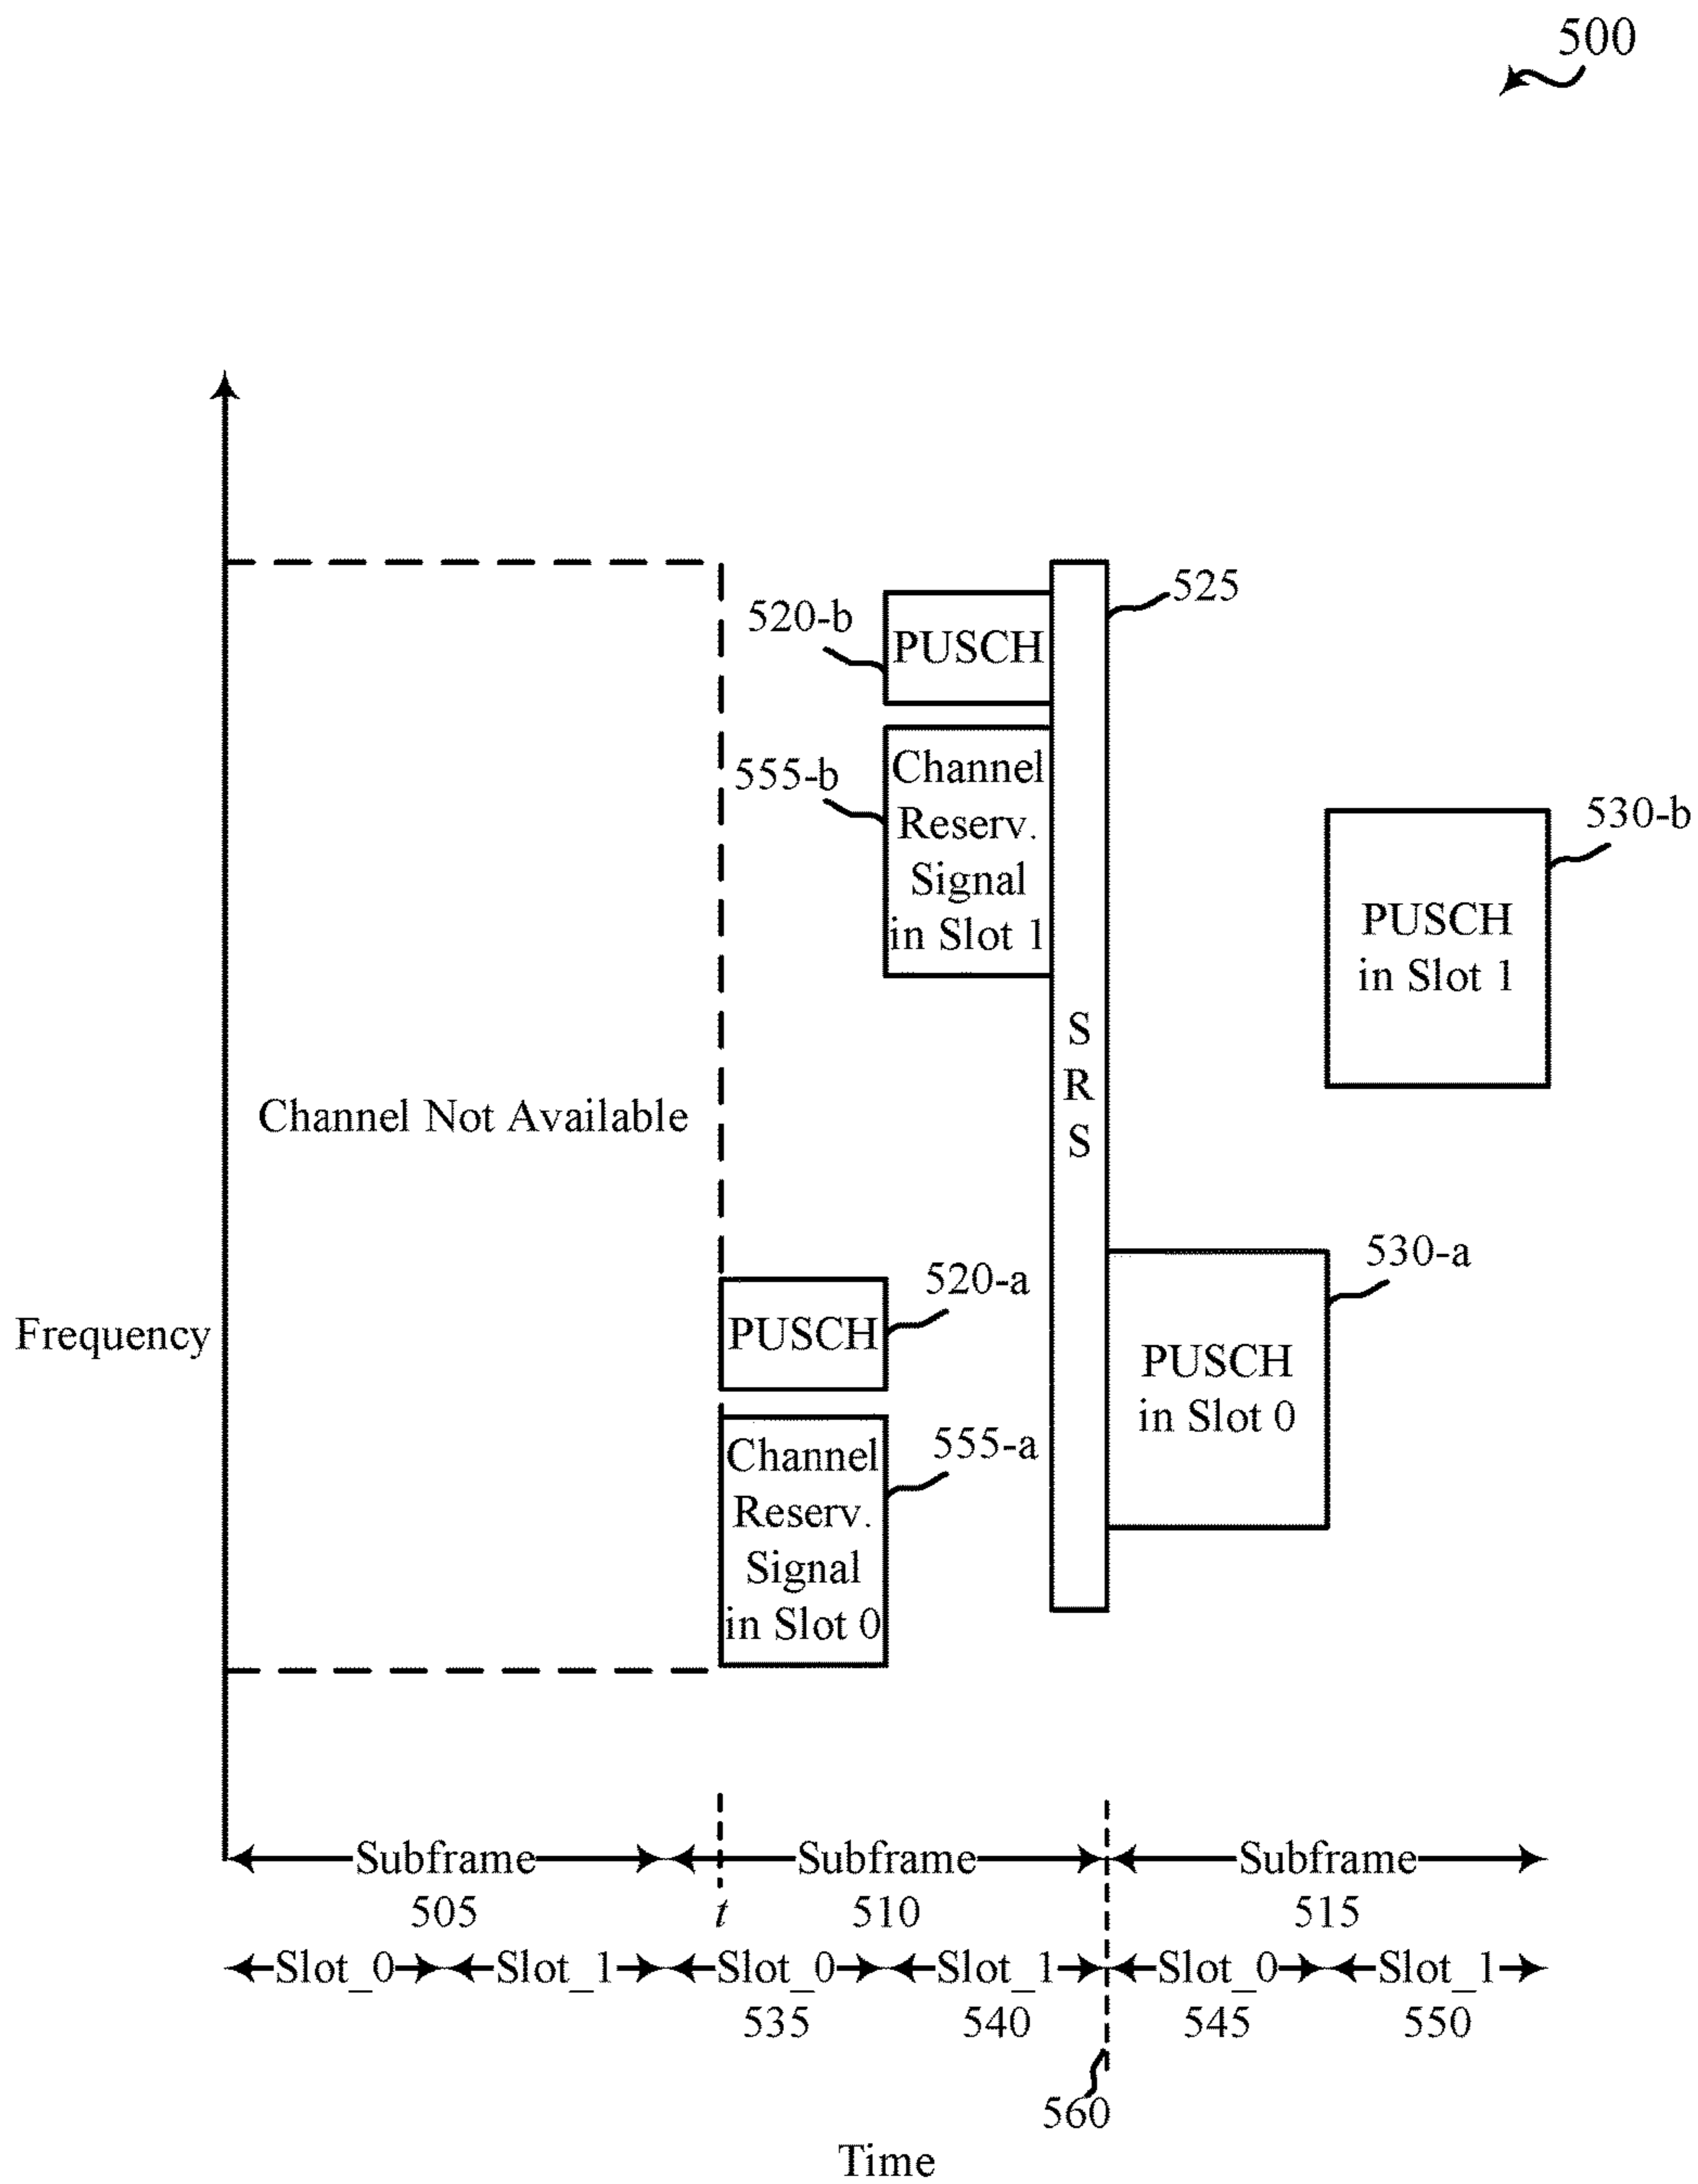 500
525
520-b
PUSCH
555-b
Channel
Reserv.
Signal
in Slot 1
530-b
PUSCH
in Slot 1
S
R
S
Channel Not Available
530-a
520-a
PUSCH
Frequency
PUSCH
in Slot 0
555-a
Channel
Reserv.
Signal
in Slot 0
Subframe Subframe Subframe
505 t 510 515
Slot_0 Slot_1 Slot_0 Slot_1 Slot_0 Slot_1
535 540 545 550
560
Time